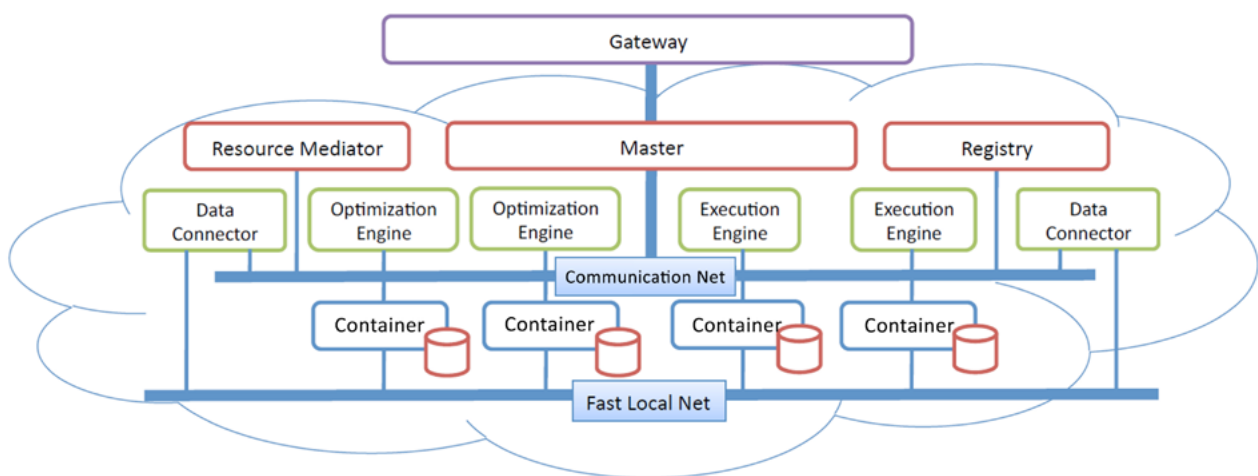 Gateway
Resource Mediator
Master
Registry
Data
Connector
Optimization
Engine
Optimization
Engine
Execution
Engine
Execution
Engine
Data
Connector
Communication Net
Container
Container
Container
Container
Fast Local Net